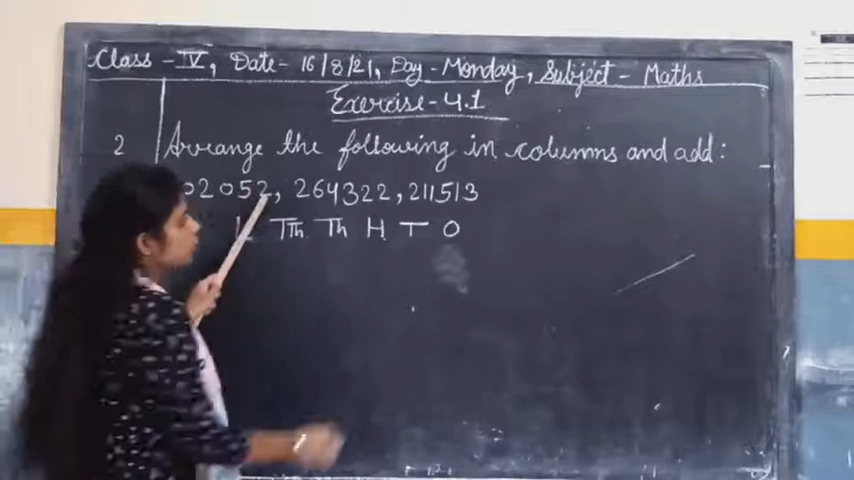 Class - IV, Date - 16/8/21, Day - Monday, Subject - Maths
Exercise - 4.1
2 Arrange the following in columns and add:
02052, 264322, 211513
L TTh Th H T O